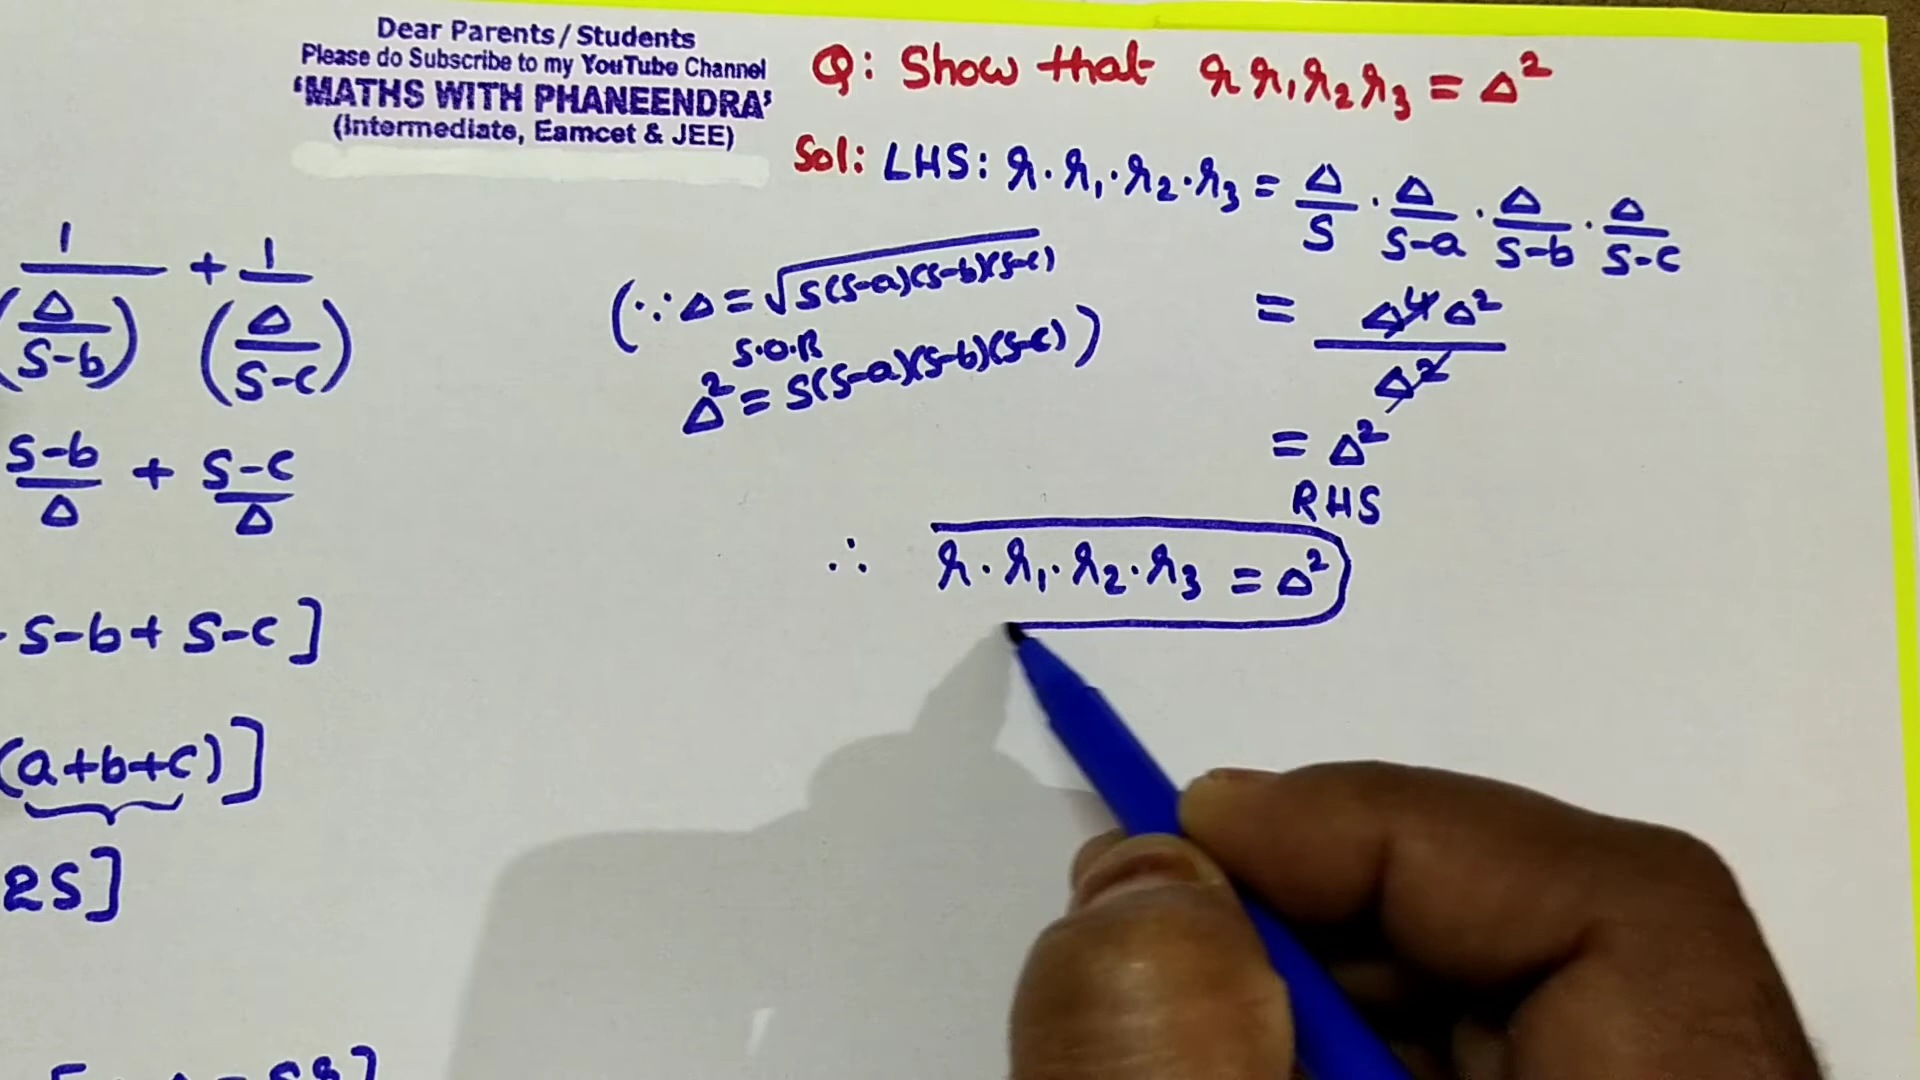 Dear Parents / Students
Please do Subscribe to my YouTube Channel
'MATHS WITH PHANEENDRA'
(Intermediate, Eamcet & JEE)
Q: Show that r r₁ r₂ r₃ = Δ²
Sol: LHS: r · r₁ · r₂ · r₃ = Δ/S · Δ/S-a · Δ/S-b · Δ/S-c
(∵ Δ = √S(S-a)(S-b)(S-c)
S.O.B
Δ² = S(S-a)(S-b)(S-c))
= Δ⁴ Δ² / Δ²
= Δ²
RHS
∴ r · r₁ · r₂ · r₃ = Δ²
1/(Δ/S-b) + 1/(Δ/S-c)
S-b/Δ + S-c/Δ
S-b + S-c]
(a+b+c)]
2S]